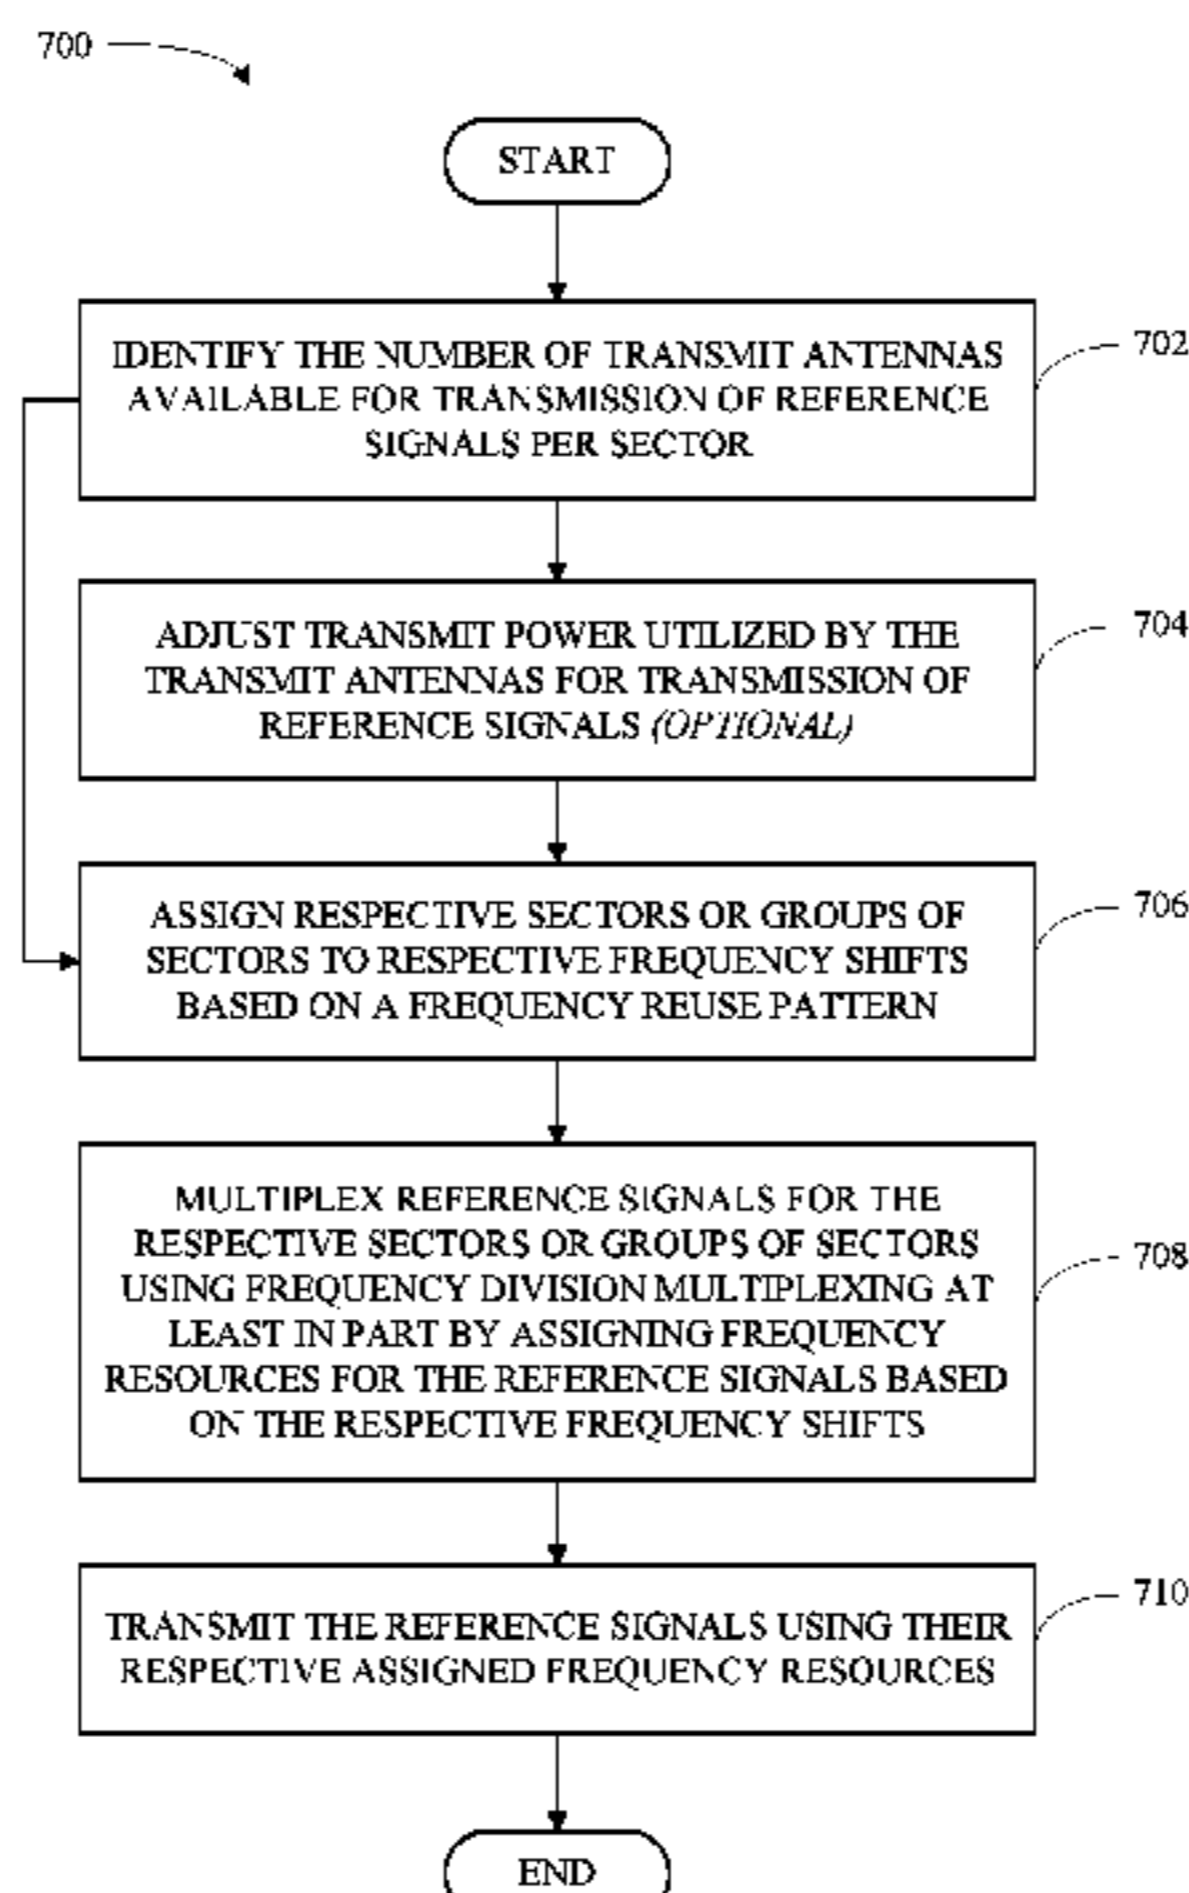 700
START
IDENTIFY THE NUMBER OF TRANSMIT ANTENNAS
AVAILABLE FOR TRANSMISSION OF REFERENCE
SIGNALS PER SECTOR
702
ADJUST TRANSMIT POWER UTILIZED BY THE
TRANSMIT ANTENNAS FOR TRANSMISSION OF
REFERENCE SIGNALS (OPTIONAL)
704
ASSIGN RESPECTIVE SECTORS OR GROUPS OF
SECTORS TO RESPECTIVE FREQUENCY SHIFTS
BASED ON A FREQUENCY REUSE PATTERN
706
MULTIPLEX REFERENCE SIGNALS FOR THE
RESPECTIVE SECTORS OR GROUPS OF SECTORS
USING FREQUENCY DIVISION MULTIPLEXING AT
LEAST IN PART BY ASSIGNING FREQUENCY
RESOURCES FOR THE REFERENCE SIGNALS BASED
ON THE RESPECTIVE FREQUENCY SHIFTS
708
TRANSMIT THE REFERENCE SIGNALS USING THEIR
RESPECTIVE ASSIGNED FREQUENCY RESOURCES
710
END